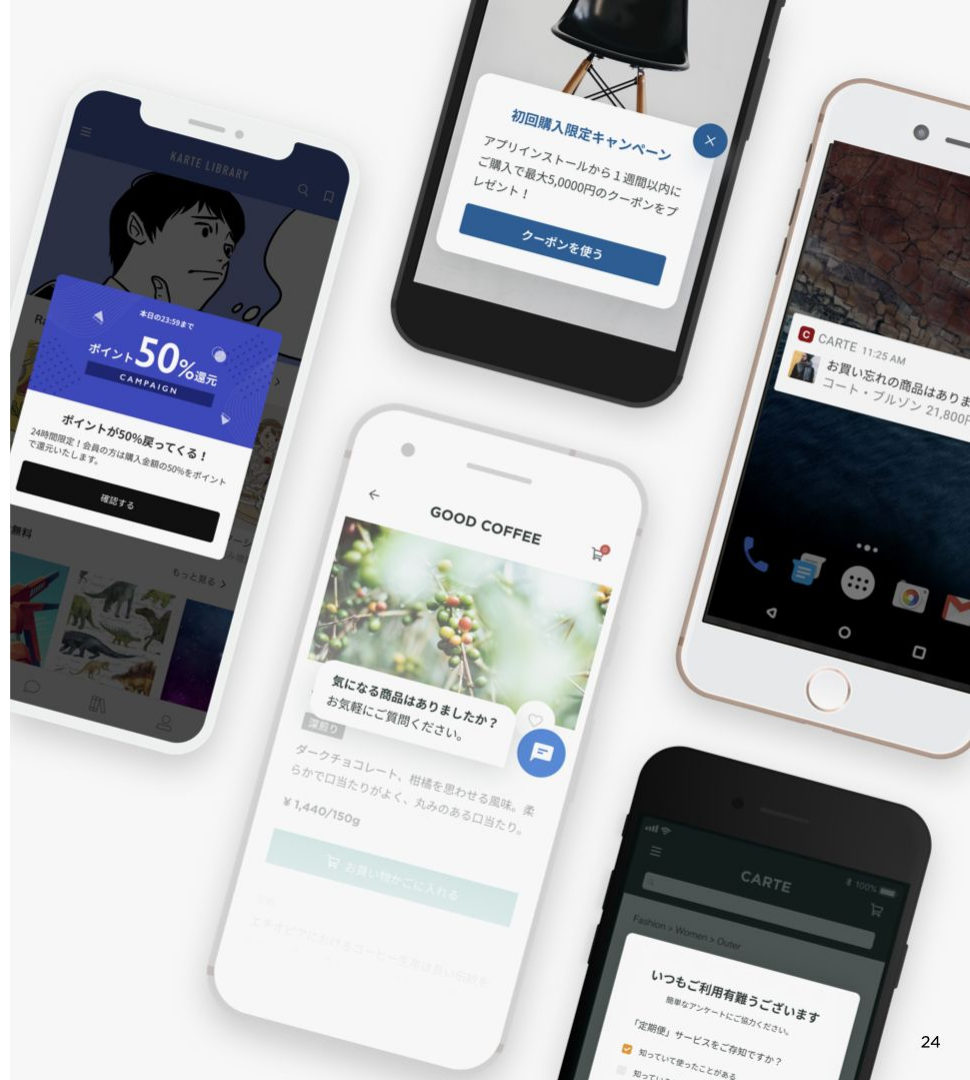 KARTE LIBRARY
本日の23:59まで
ポイント50%還元
CAMPAIGN
ポイントが50%戻ってくる！
24時間限定！会員の方は購入金額の50%をポイント
で還元いたします。
確認する
無料
もっと見る
初回購入限定キャンペーン
アプリインストールから１週間以内に
ご購入で最大5,0000円のクーポンをプ
レゼント！
クーポンを使う
CARTE 11:25 AM
お買い忘れの商品はありま
コート・ブルゾン 21,800円
GOOD COFFEE
気になる商品はありましたか？
お気軽にご質問ください。
深煎り
ダークチョコレート、柑橘を思わせる風味。柔
らかで口当たりがよく、丸みのある口当たり。
¥ 1,440/150g
お買い物かごに入れる
100%
CARTE
Fashion > Women > Outer
いつもご利用有難うございます
簡単なアンケートにご協力ください。
「定期便」サービスをご存知ですか？
知っていて使ったことがある
知ってい
24